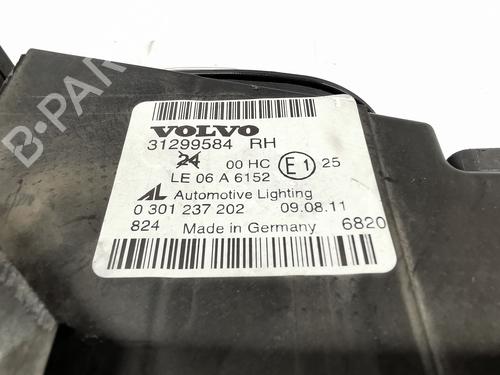 B-PARTS
VOLVO
31299584 RH
24 00 HC E1 25
LE 06 A 6152
AL Automotive Lighting
0 301 237 202 09.08.11
824 Made in Germany 6820